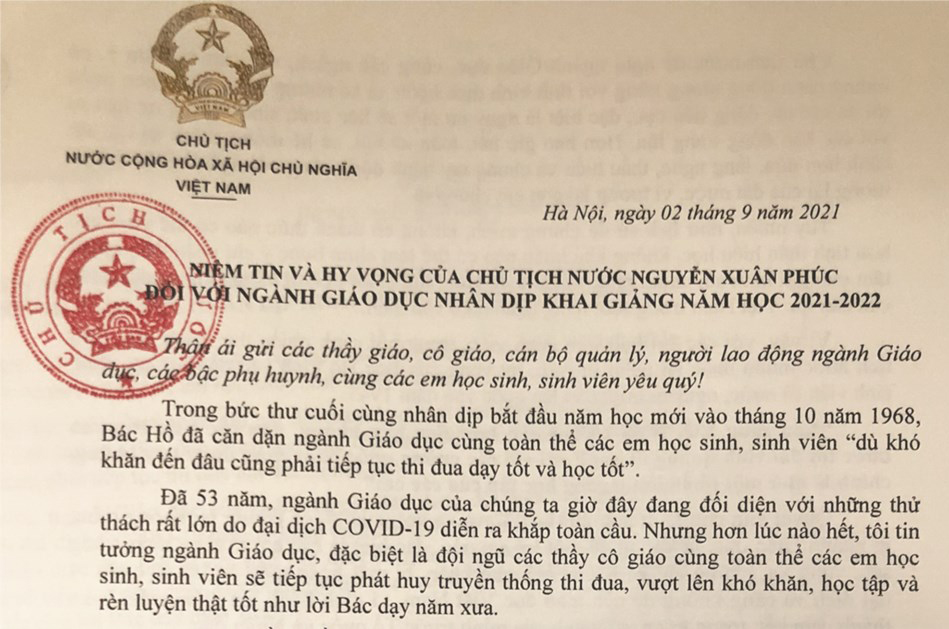 VIỆT NAM
CHỦ TỊCH
NƯỚC CỘNG HÒA XÃ HỘI CHỦ NGHĨA
VIỆT NAM
Hà Nội, ngày 02 tháng 9 năm 2021
CHỦ TỊCH NƯỚC
NIỀM TIN VÀ HY VỌNG CỦA CHỦ TỊCH NƯỚC NGUYỄN XUÂN PHÚC
ĐỐI VỚI NGÀNH GIÁO DỤC NHÂN DỊP KHAI GIẢNG NĂM HỌC 2021-2022
Thân ái gửi các thầy giáo, cô giáo, cán bộ quản lý, người lao động ngành Giáo
dục, các bậc phụ huynh, cùng các em học sinh, sinh viên yêu quý!
Trong bức thư cuối cùng nhân dịp bắt đầu năm học mới vào tháng 10 năm 1968,
Bác Hồ đã căn dặn ngành Giáo dục cùng toàn thể các em học sinh, sinh viên “dù khó
khăn đến đâu cũng phải tiếp tục thi đua dạy tốt và học tốt”.
Đã 53 năm, ngành Giáo dục của chúng ta giờ đây đang đối diện với những thử
thách rất lớn do đại dịch COVID-19 diễn ra khắp toàn cầu. Nhưng hơn lúc nào hết, tôi tin
tưởng ngành Giáo dục, đặc biệt là đội ngũ các thầy cô giáo cùng toàn thể các em học
sinh, sinh viên sẽ tiếp tục phát huy truyền thống thi đua, vượt lên khó khăn, học tập và
rèn luyện thật tốt như lời Bác dạy năm xưa.